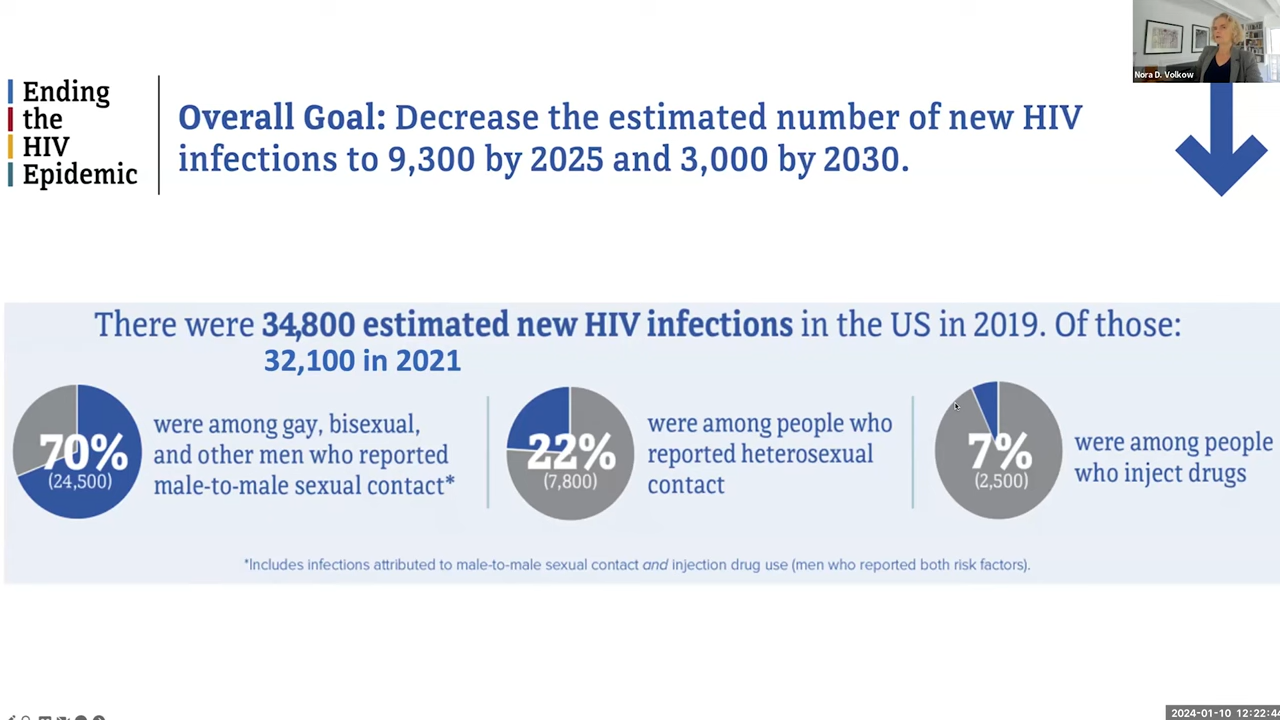 Nora D. Volkow
Ending
the
HIV
Epidemic
Overall Goal: Decrease the estimated number of new HIV
infections to 9,300 by 2025 and 3,000 by 2030.
There were 34,800 estimated new HIV infections in the US in 2019. Of those:
32,100 in 2021
70%
(24,500)
were among gay, bisexual,
and other men who reported
male-to-male sexual contact*
22%
(7,800)
were among people who
reported heterosexual
contact
7%
(2,500)
were among people
who inject drugs
*Includes infections attributed to male-to-male sexual contact and injection drug use (men who reported both risk factors).
2024-01-10 12:22:44